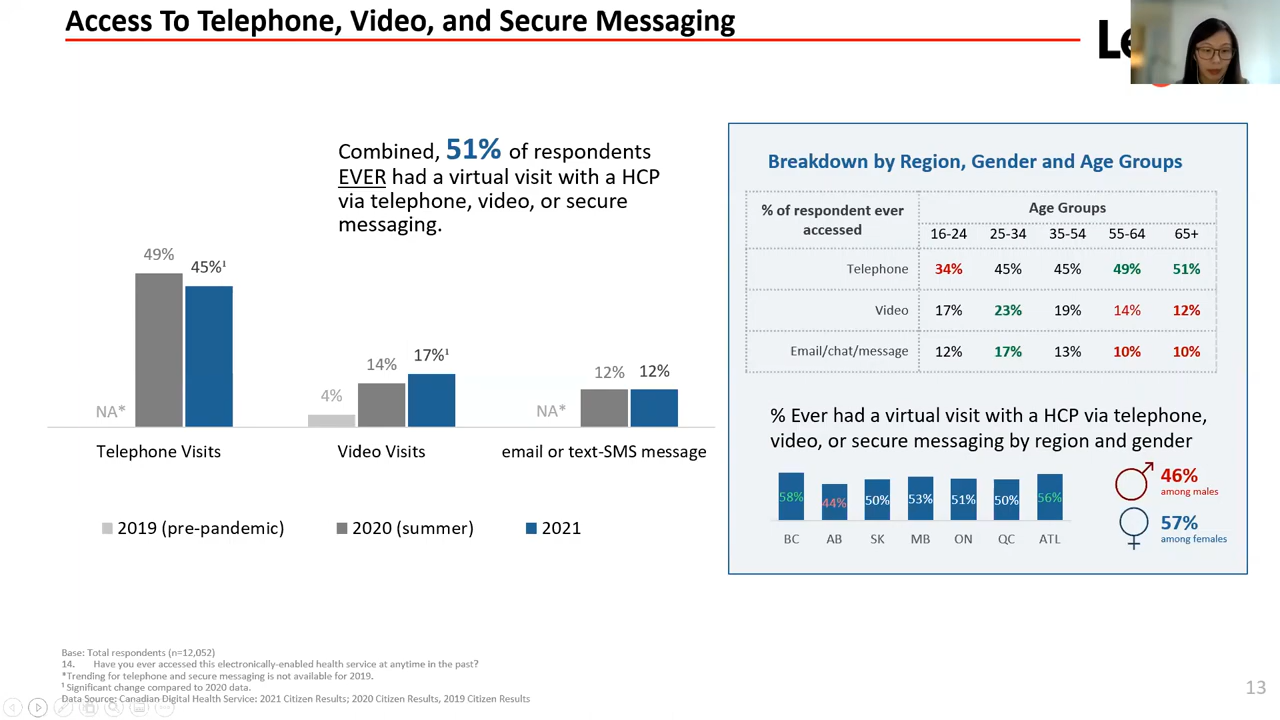 Access To Telephone, Video, and Secure Messaging
Le
Combined, 51% of respondents
EVER had a virtual visit with a HCP
via telephone, video, or secure
messaging.
NA*
49%
45%¹
4%
14%
17%¹
NA*
12%
12%
Telephone Visits
Video Visits
email or text-SMS message
2019 (pre-pandemic)
2020 (summer)
2021
Breakdown by Region, Gender and Age Groups
% of respondent ever
accessed
Age Groups
16-24 25-34 35-54 55-64 65+
Telephone 34% 45% 45% 49% 51%
Video 17% 23% 19% 14% 12%
Email/chat/message 12% 17% 13% 10% 10%
% Ever had a virtual visit with a HCP via telephone,
video, or secure messaging by region and gender
58% 44% 50% 53% 51% 50% 56%
BC AB SK MB ON QC ATL
46%
among males
57%
among females
Base: Total respondents (n=12,052)
14. Have you ever accessed this electronically-enabled health service at anytime in the past?
*Trending for telephone and secure messaging is not available for 2019.
¹ Significant change compared to 2020 data.
Data Source: Canadian Digital Health Service: 2021 Citizen Results; 2020 Citizen Results, 2019 Citizen Results
13